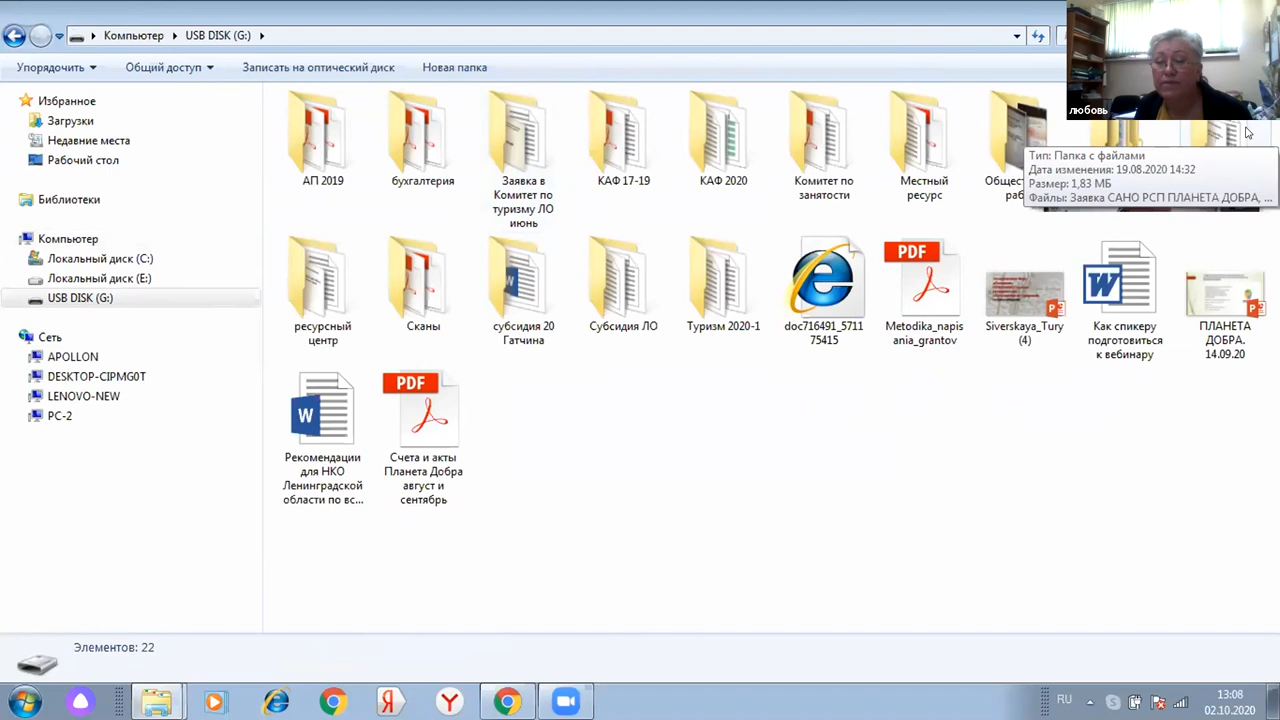 Компьютер
USB DISK (G:)
Упорядочить
Общий доступ
Записать на оптический диск
Новая папка
любовь
Избранное
Загрузки
Недавние места
Рабочий стол
Библиотеки
Компьютер
Локальный диск (C:)
Локальный диск (E:)
USB DISK (G:)
Сеть
APOLLON
DESKTOP-CIPMG0T
LENOVO-NEW
PC-2
АП 2019
бухгалтерия
Заявка в
Комитет по
туризму ЛО
июнь
КАФ 17-19
КАФ 2020
Комитет по
занятости
Местный
ресурс
Тип: Папка с файлами
Дата изменения: 19.08.2020 14:32
Размер: 1,83 МБ
Файлы: Заявка САНО РСП ПЛАНЕТА ДОБРА, ...
ресурсный
центр
Сканы
субсидия 20
Гатчина
Субсидия ЛО
Туризм 2020-1
doc716491_5711
75415
Metodika_napis
ania_grantov
Siverskaya_Tury
(4)
Как спикеру
подготовиться
к вебинару
ПЛАНЕТА
ДОБРА.
14.09.20
PDF
W
Рекомендации
для НКО
Ленинградской
области по вс...
PDF
W
Счета и акты
Планета Добра
август и
сентябрь
Элементов: 22
RU
13:08
02.10.2020